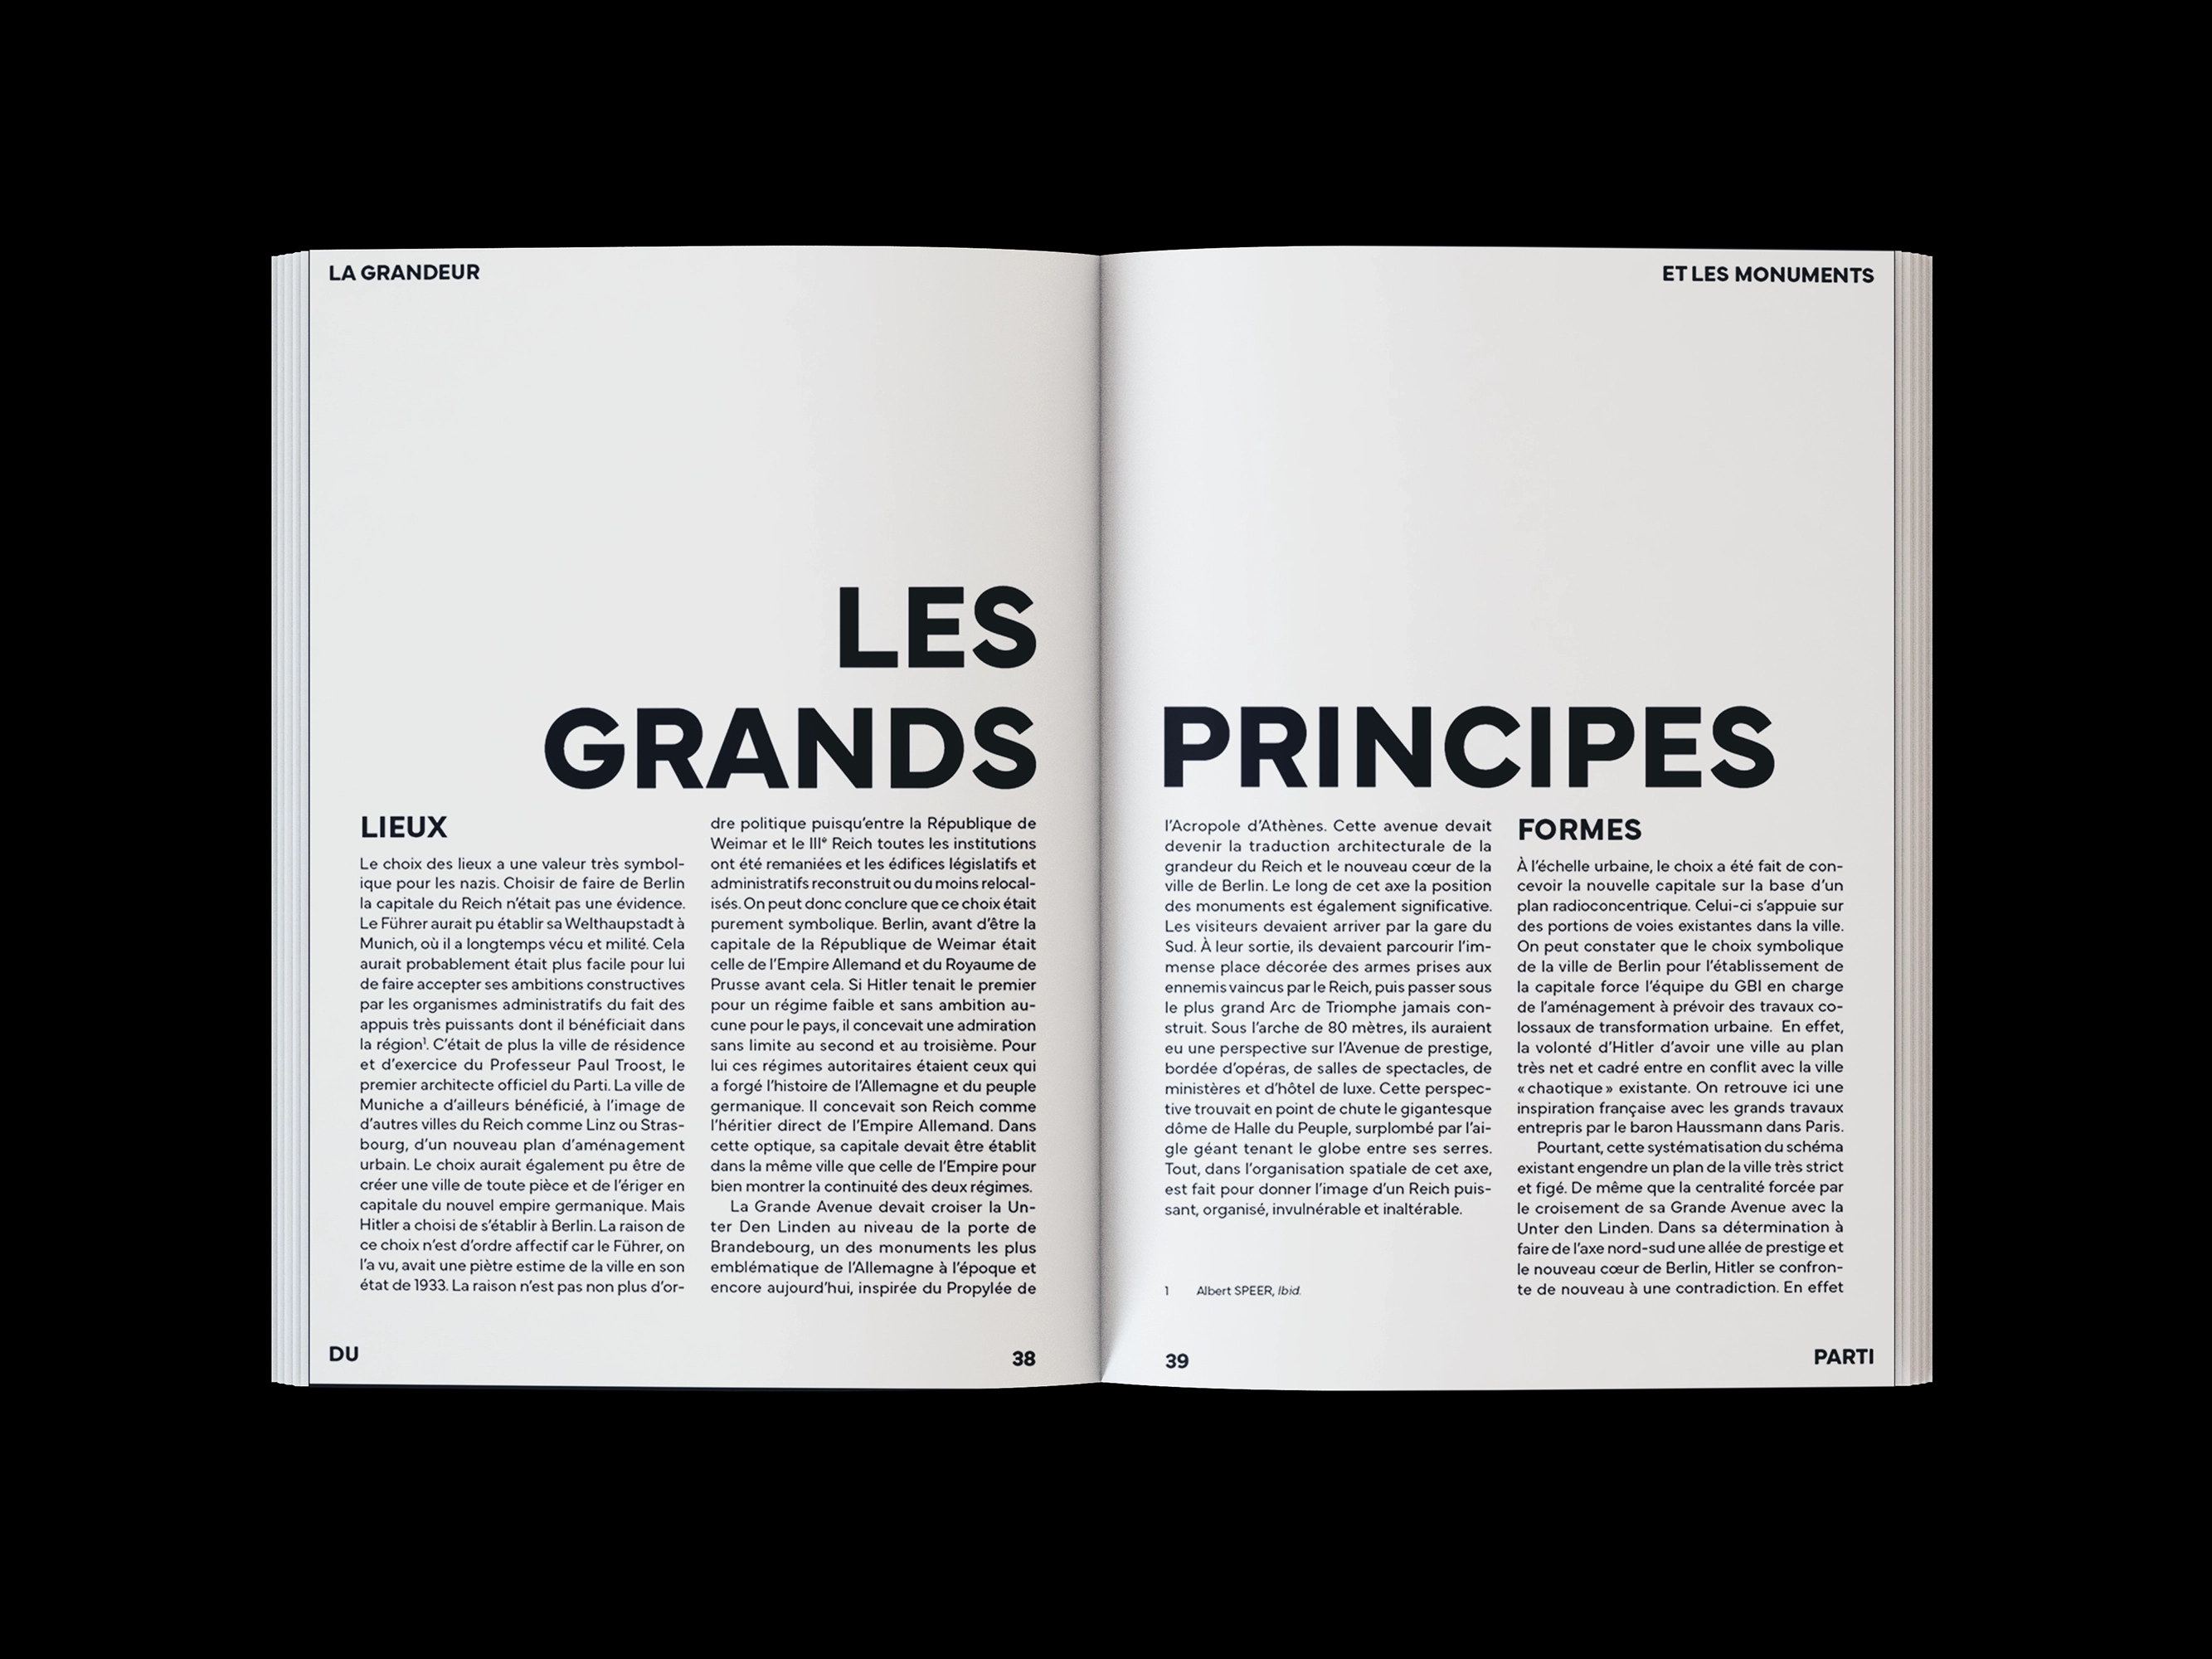 LA GRANDEUR
LES
GRANDS
LIEUX
Le choix des lieux a une valeur très symbol-
ique pour les nazis. Choisir de faire de Berlin
la capitale du Reich n'était pas une évidence.
Le Führer aurait pu établir sa Welthaupstadt à
Munich, où il a longtemps vécu et milité. Cela
aurait probablement était plus facile pour lui
de faire accepter ses ambitions constructives
par les organismes administratifs du fait des
appuis très puissants dont il bénéficiait dans
la région¹. C'était de plus la ville de résidence
et d'exercice du Professeur Paul Troost, le
premier architecte officiel du Parti. La ville de
Muniche a d'ailleurs bénéficié, à l'image de
d'autres villes du Reich comme Linz ou Stras-
bourg, d'un nouveau plan d'aménagement
urbain. Le choix aurait également pu être de
créer une ville de toute pièce et de l'ériger en
capitale du nouvel empire germanique. Mais
Hitler a choisi de s'établir à Berlin. La raison de
ce choix n'est d'ordre affectif car le Führer, on
l'a vu, avait une piètre estime de la ville en son
état de 1933. La raison n'est pas non plus d'or-
dre politique puisqu'entre la République de
Weimar et le IIIᵉ Reich toutes les institutions
ont été remaniées et les édifices législatifs et
administratifs reconstruit ou du moins relocal-
isés. On peut donc conclure que ce choix était
purement symbolique. Berlin, avant d'être la
capitale de la République de Weimar était
celle de l'Empire Allemand et du Royaume de
Prusse avant cela. Si Hitler tenait le premier
pour un régime faible et sans ambition au-
cune pour le pays, il concevait une admiration
sans limite au second et au troisième. Pour
lui ces régimes autoritaires étaient ceux qui
a forgé l'histoire de l'Allemagne et du peuple
germanique. Il concevait son Reich comme
l'héritier direct de l'Empire Allemand. Dans
cette optique, sa capitale devait être établit
dans la même ville que celle de l'Empire pour
bien montrer la continuité des deux régimes.
La Grande Avenue devait croiser la Un-
ter Den Linden au niveau de la porte de
Brandebourg, un des monuments les plus
emblématique de l'Allemagne à l'époque et
encore aujourd'hui, inspirée du Propylée de
DU
38
ET LES MONUMENTS
PRINCIPES
l'Acropole d'Athènes. Cette avenue devait
devenir la traduction architecturale de la
grandeur du Reich et le nouveau cœur de la
ville de Berlin. Le long de cet axe la position
des monuments est également significative.
Les visiteurs devaient arriver par la gare du
Sud. À leur sortie, ils devaient parcourir l'im-
mense place décorée des armes prises aux
ennemis vaincus par le Reich, puis passer sous
le plus grand Arc de Triomphe jamais con-
struit. Sous l'arche de 80 mètres, ils auraient
eu une perspective sur l'Avenue de prestige,
bordée d'opéras, de salles de spectacles, de
ministères et d'hôtel de luxe. Cette perspec-
tive trouvait en point de chute le gigantesque
dôme de Halle du Peuple, surplombé par l'ai-
gle géant tenant le globe entre ses serres.
Tout, dans l'organisation spatiale de cet axe,
est fait pour donner l'image d'un Reich puis-
sant, organisé, invulnérable et inaltérable.
1 Albert SPEER, Ibid.
FORMES
À l'échelle urbaine, le choix a été fait de con-
cevoir la nouvelle capitale sur la base d'un
plan radioconcentrique. Celui-ci s'appuie sur
des portions de voies existantes dans la ville.
On peut constater que le choix symbolique
de la ville de Berlin pour l'établissement de
la capitale force l'équipe du GBI en charge
de l'aménagement à prévoir des travaux co-
lossaux de transformation urbaine. En effet,
la volonté d'Hitler d'avoir une ville au plan
très net et cadré entre en conflit avec la ville
« chaotique » existante. On retrouve ici une
inspiration française avec les grands travaux
entrepris par le baron Haussmann dans Paris.
Pourtant, cette systématisation du schéma
existant engendre un plan de la ville très strict
et figé. De même que la centralité forcée par
le croisement de sa Grande Avenue avec la
Unter den Linden. Dans sa détermination à
faire de l'axe nord-sud une allée de prestige et
le nouveau cœur de Berlin, Hitler se confron-
te de nouveau à une contradiction. En effet
39
PARTI